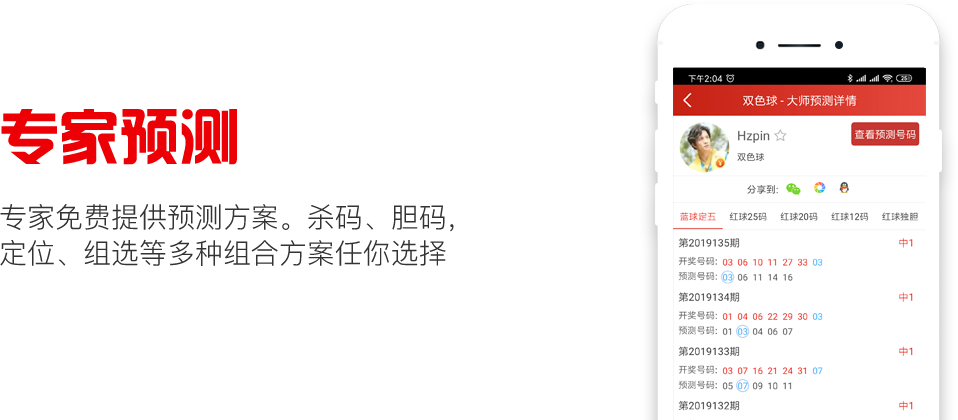 专家预测
专家免费提供预测方案。杀码、胆码,
定位、组选等多种组合方案任你选择
下午2:04
双色球 - 大师预测详情
Hzpin
查看预测号码
双色球
分享到:
蓝球定五 红球25码 红球20码 红球12码 红球独胆
第2019135期 中1
开奖号码: 03 06 10 11 27 33 03
预测号码: 03 06 11 14 16
第2019134期 中1
开奖号码: 01 04 06 22 29 30 03
预测号码: 01 03 04 06 07
第2019133期 中1
开奖号码: 03 07 16 21 24 31 07
预测号码: 05 07 09 10 11
第2019132期 中1